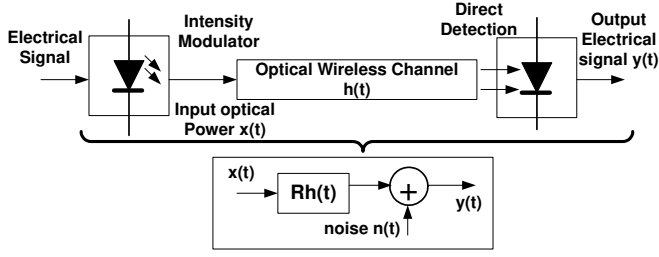 Electrical
Signal
Intensity
Modulator
Input optical
Power x(t)
Optical Wireless Channel
h(t)
Direct
Detection
Output
Electrical
signal y(t)
x(t)
Rh(t)
+
noise n(t)
y(t)